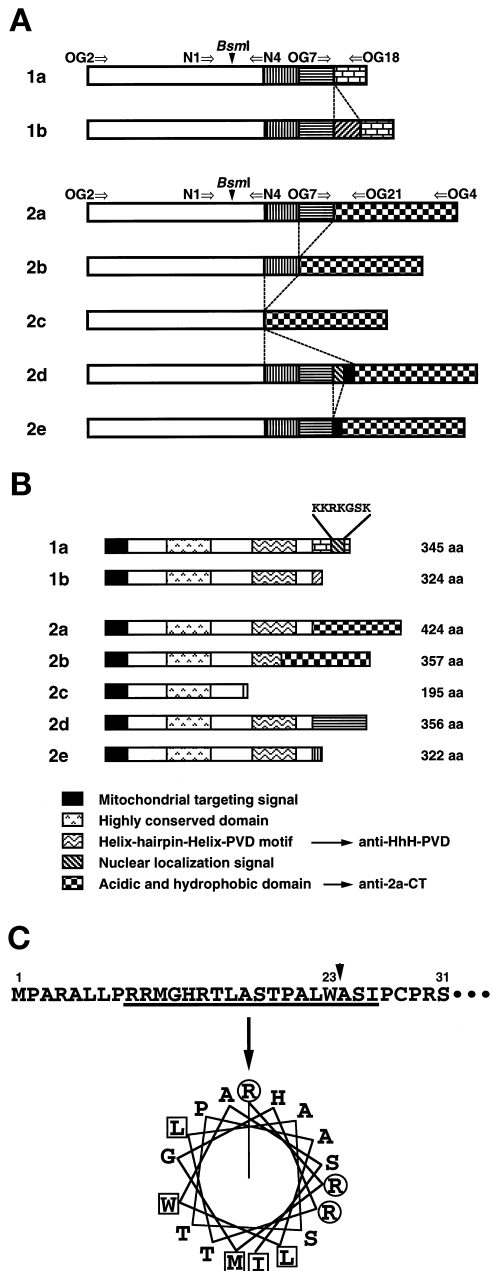 A
BsmI
OG2⇒ N1⇒ ⇐N4 OG7⇒ ⇐OG18
1a
1b
BsmI
OG2⇒ N1⇒ ⇐N4 OG7⇒ ⇐OG21 ⇐OG4
2a
2b
2c
2d
2e
B
KKRKGSK
1a 345 aa
1b 324 aa
2a 424 aa
2b 357 aa
2c 195 aa
2d 356 aa
2e 322 aa
Mitochondrial targeting signal
Highly conserved domain
Helix-hairpin-Helix-PVD motif → anti-HhH-PVD
Nuclear localization signal
Acidic and hydrophobic domain → anti-2a-CT
C
1 23 31
MPARALLPRRMGHRTLASTPALWASIPCPRS•••
A R H
P A
L A
G S
W R
T R
T S
M I L